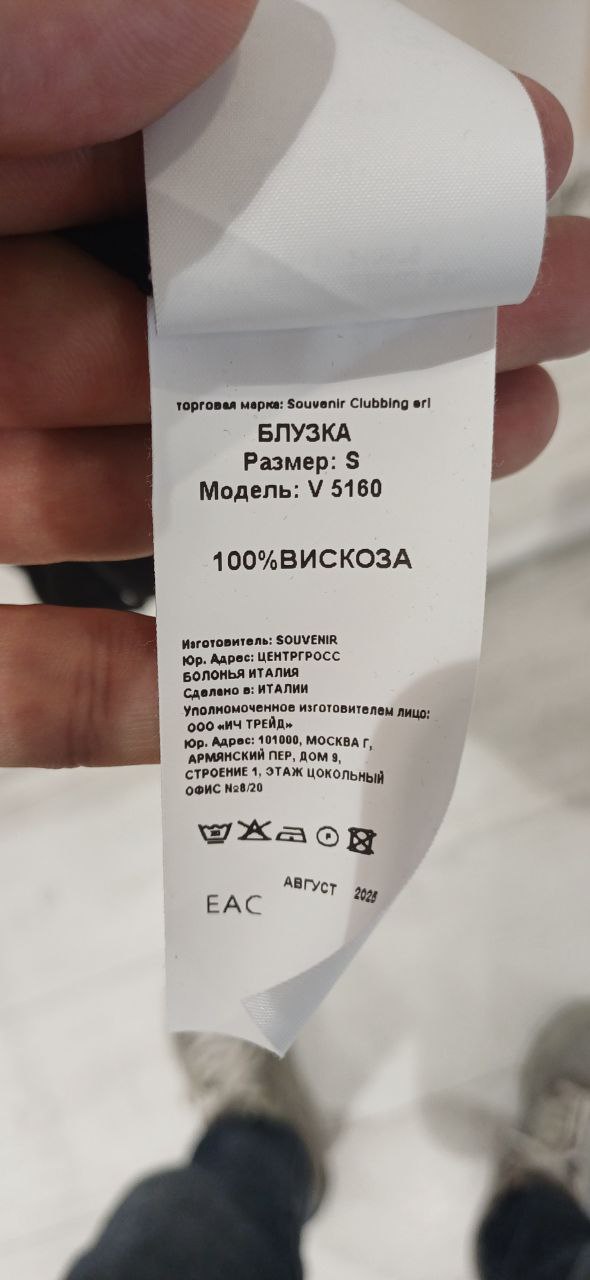 торговая марка: Souvenir Clubbing srl
БЛУЗКА
Размер: S
Модель: V 5160
100%ВИСКОЗА
Изготовитель: SOUVENIR
Юр. Адрес: ЦЕНТРГРОСС
БОЛОНЬЯ ИТАЛИЯ
Сделано в: ИТАЛИИ
Уполномоченное изготовителем лицо:
ООО «ИЧ ТРЕЙД»
Юр. Адрес: 101000, МОСКВА Г,
АРМЯНСКИЙ ПЕР, ДОМ 9,
СТРОЕНИЕ 1, ЭТАЖ ЦОКОЛЬНЫЙ
ОФИС №8/20
P
АВГУСТ 2025
EAC